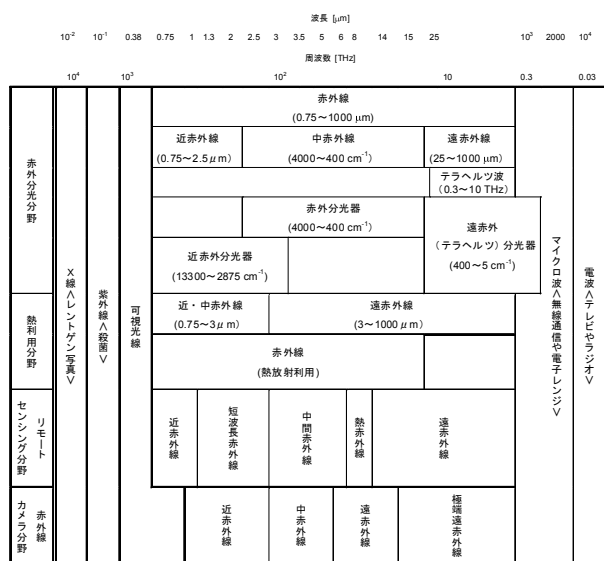 波長 [μm]
10-2 10-1 0.38 0.75 1 1.3 2 2.5 3 3.5 5 6 8 14 15 25 103 2000 104
周波数 [THz]
104 103 102 10 0.3 0.03
赤外分光分野
赤外線
(0.75～1000 μm)
近赤外線
(0.75～2.5μm)
中赤外線
(4000～400 cm-1)
遠赤外線
(25～1000 μm)
テラヘルツ波
(0.3～10 THz)
赤外分光器
(4000～400 cm-1)
遠赤外
(テラヘルツ)分光器
(400～5 cm-1)
近赤外分光器
(13300～2875 cm-1)
X線<レントゲン写真>
紫外線<殺菌>
可視光線
マイクロ波<無線通信や電子レンジ>
電波<テレビやラジオ>
熱利用分野
近・中赤外線
(0.75～3μm)
遠赤外線
(3～1000μm)
赤外線
(熱放射利用)
リモート
センシング分野
近赤外線
短波長赤外線
中間赤外線
熱赤外線
遠赤外線
赤外線
カメラ分野
近赤外線
中赤外線
遠赤外線
極端遠赤外線